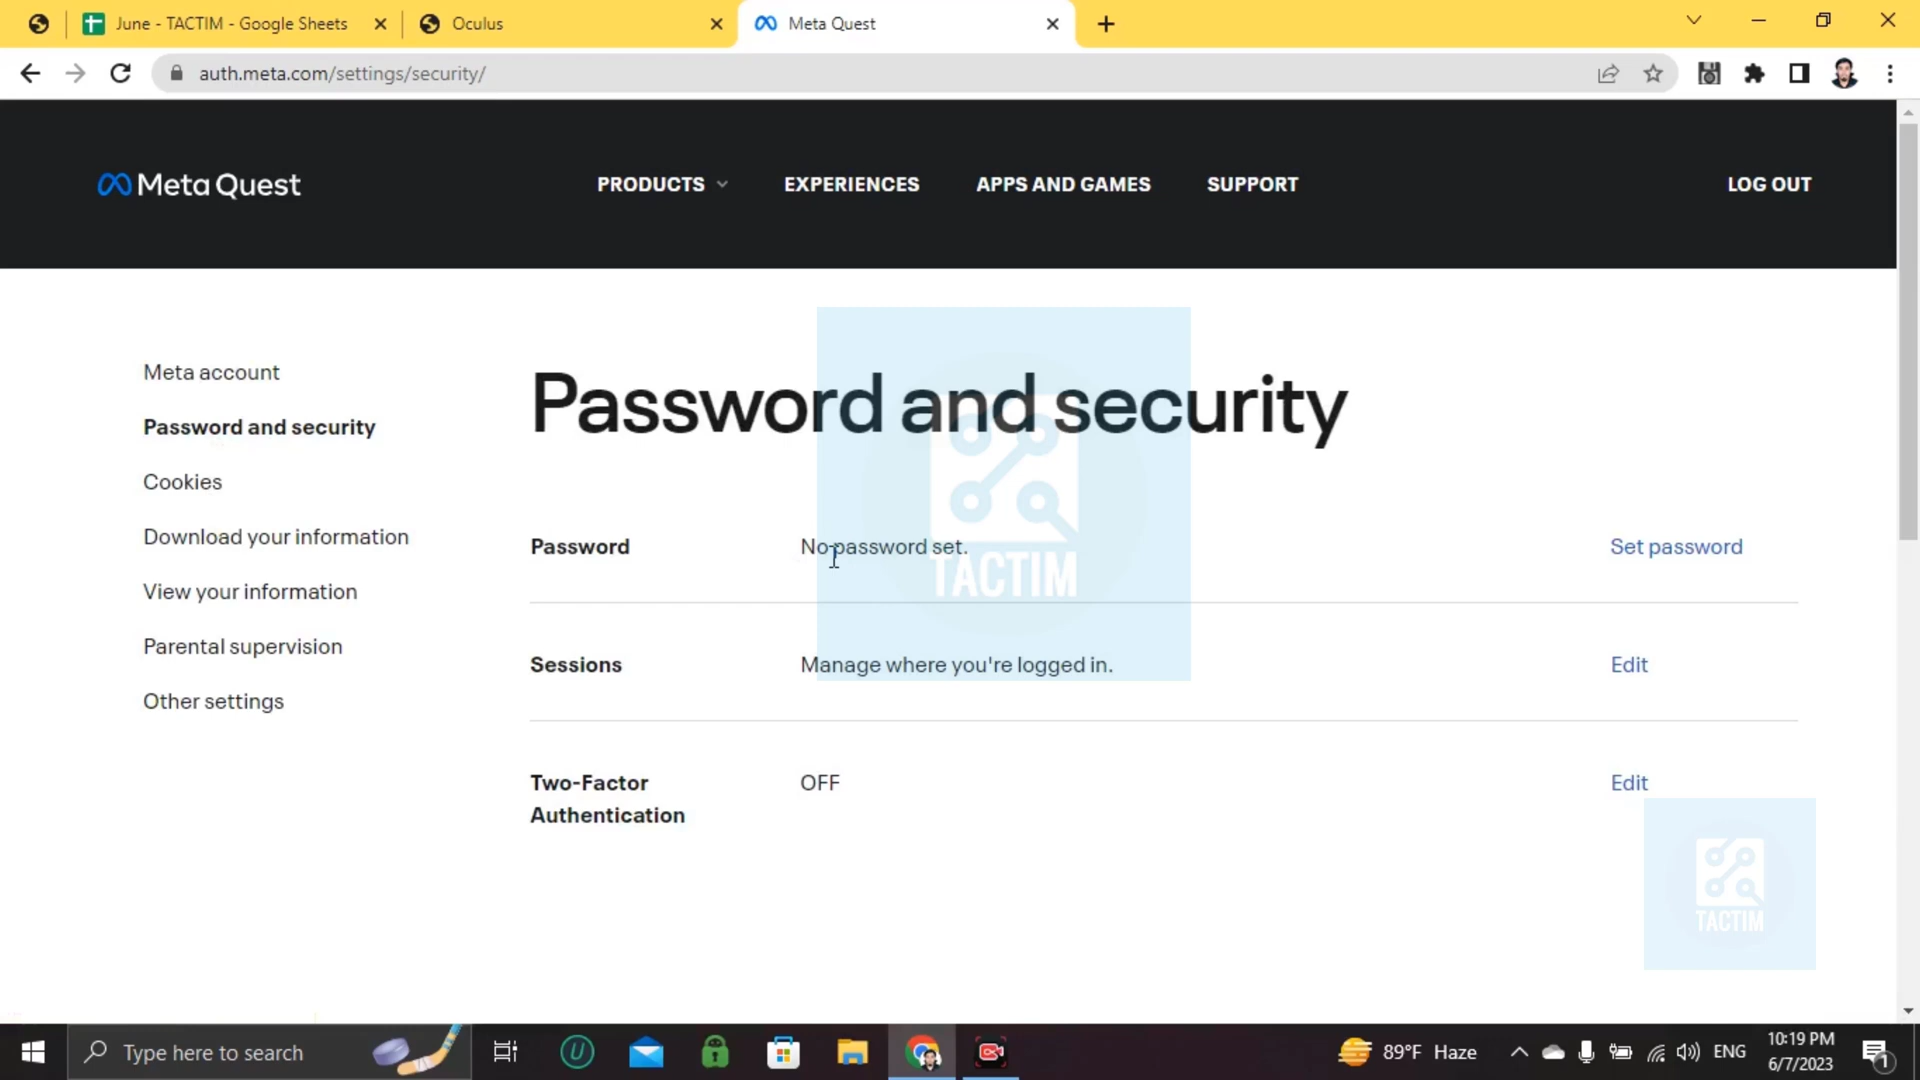 June - TACTIM - Google Sheets
Oculus
Meta Quest
auth.meta.com/settings/security/
Meta Quest
PRODUCTS
EXPERIENCES
APPS AND GAMES
SUPPORT
LOG OUT
Meta account
Password and security
Cookies
Download your information
View your information
Parental supervision
Other settings
Password and security
Password
No password set.
Set password
Sessions
Manage where you're logged in.
Edit
Two-Factor
Authentication
OFF
Edit
TACTIM
TACTIM
Type here to search
89°F Haze
ENG
10:19 PM
6/7/2023
1